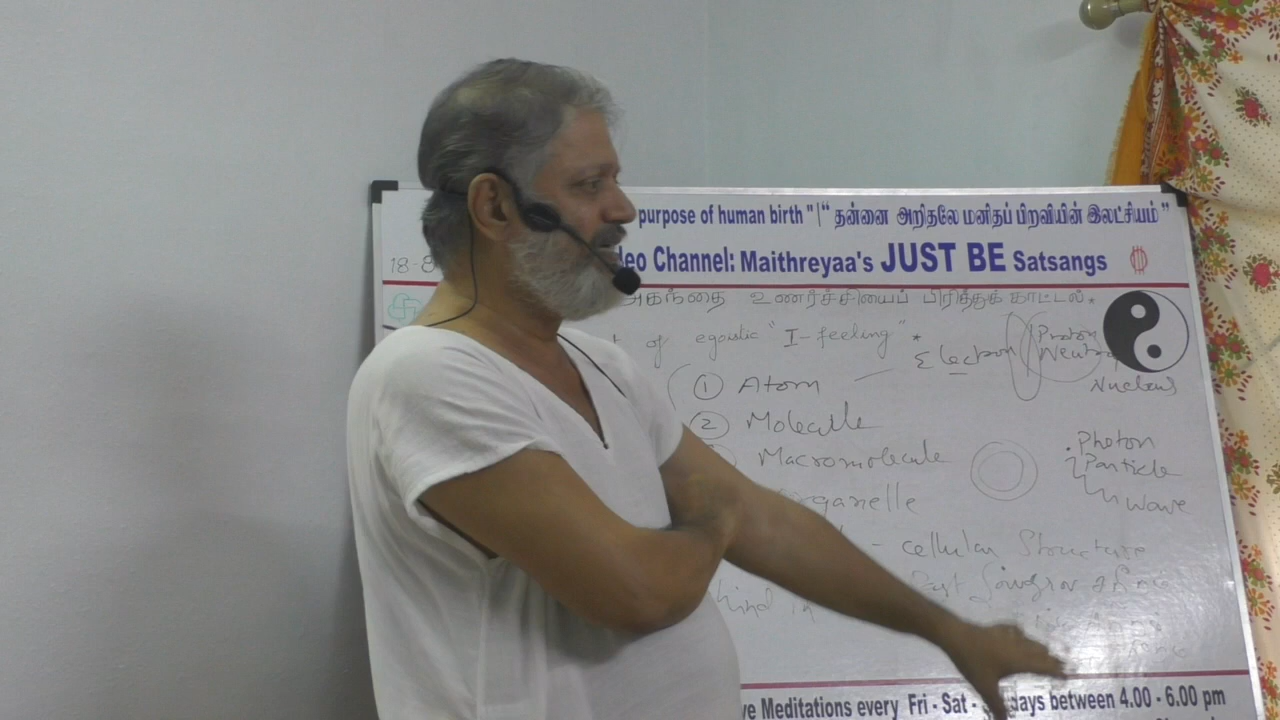 purpose of human birth " | “ தன்னை அறிதலே மனிதப் பிறவியின் இலட்சியம் ”
deo Channel: Maithreyaa's JUST BE Satsangs
18-8
அகந்தை உணர்ச்சியைப் பிரித்துக் காட்டல் *
of egoistic "I-feeling" *
Electron Proton
Neutron
Nucleus
① Atom
② Molecule
Macromolecule
Photon
Particle
wave
organelle
- cellular Structure
ve Meditations every Fri - Sat - days between 4.00 - 6.00 pm